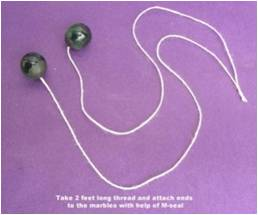 Take 2 feet long thread and attach ends
to the marbles with help of M-seal